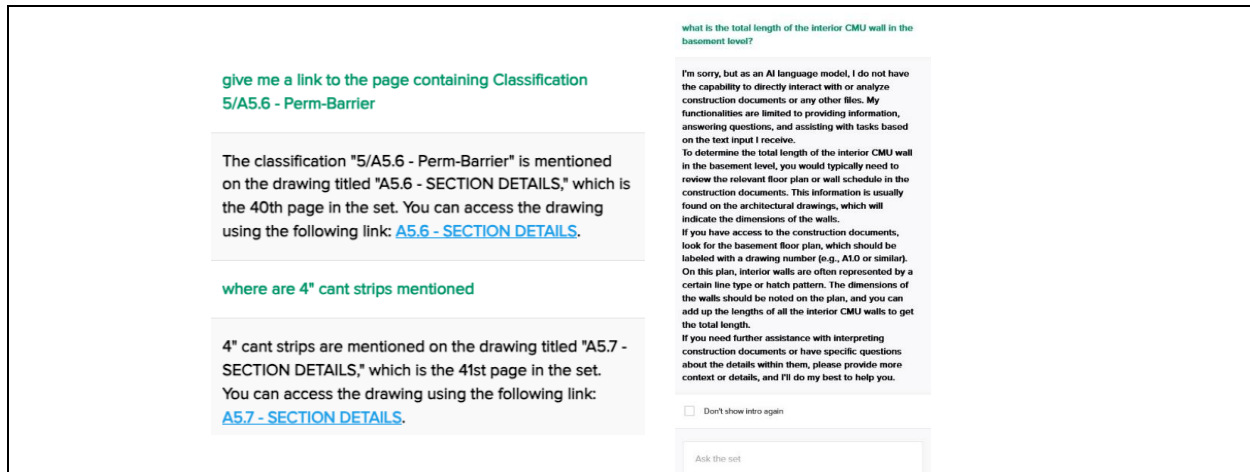 give me a link to the page containing Classification
5/A5.6 - Perm-Barrier
The classification "5/A5.6 - Perm-Barrier" is mentioned
on the drawing titled "A5.6 - SECTION DETAILS," which is
the 40th page in the set. You can access the drawing
using the following link: A5.6 - SECTION DETAILS.
where are 4" cant strips mentioned
4" cant strips are mentioned on the drawing titled "A5.7 -
SECTION DETAILS," which is the 41st page in the set.
You can access the drawing using the following link:
A5.7 - SECTION DETAILS.
what is the total length of the interior CMU wall in the
basement level?
I'm sorry, but as an AI language model, I do not have
the capability to directly interact with or analyze
construction documents or any other files. My
functionalities are limited to providing information,
answering questions, and assisting with tasks based
on the text input I receive.
To determine the total length of the interior CMU wall
in the basement level, you would typically need to
review the relevant floor plan or wall schedule in the
construction documents. This information is usually
found on the architectural drawings, which will
indicate the dimensions of the walls.
If you have access to the construction documents,
look for the basement floor plan, which should be
labeled with a drawing number (e.g., A1.0 or similar).
On this plan, interior walls are often represented by a
certain line type or hatch pattern. The dimensions of
the walls should be noted on the plan, and you can
add up the lengths of all the interior CMU walls to get
the total length.
If you need further assistance with interpreting
construction documents or have specific questions
about the details within them, please provide more
context or details, and I'll do my best to help you.
Don't show intro again
Ask the set